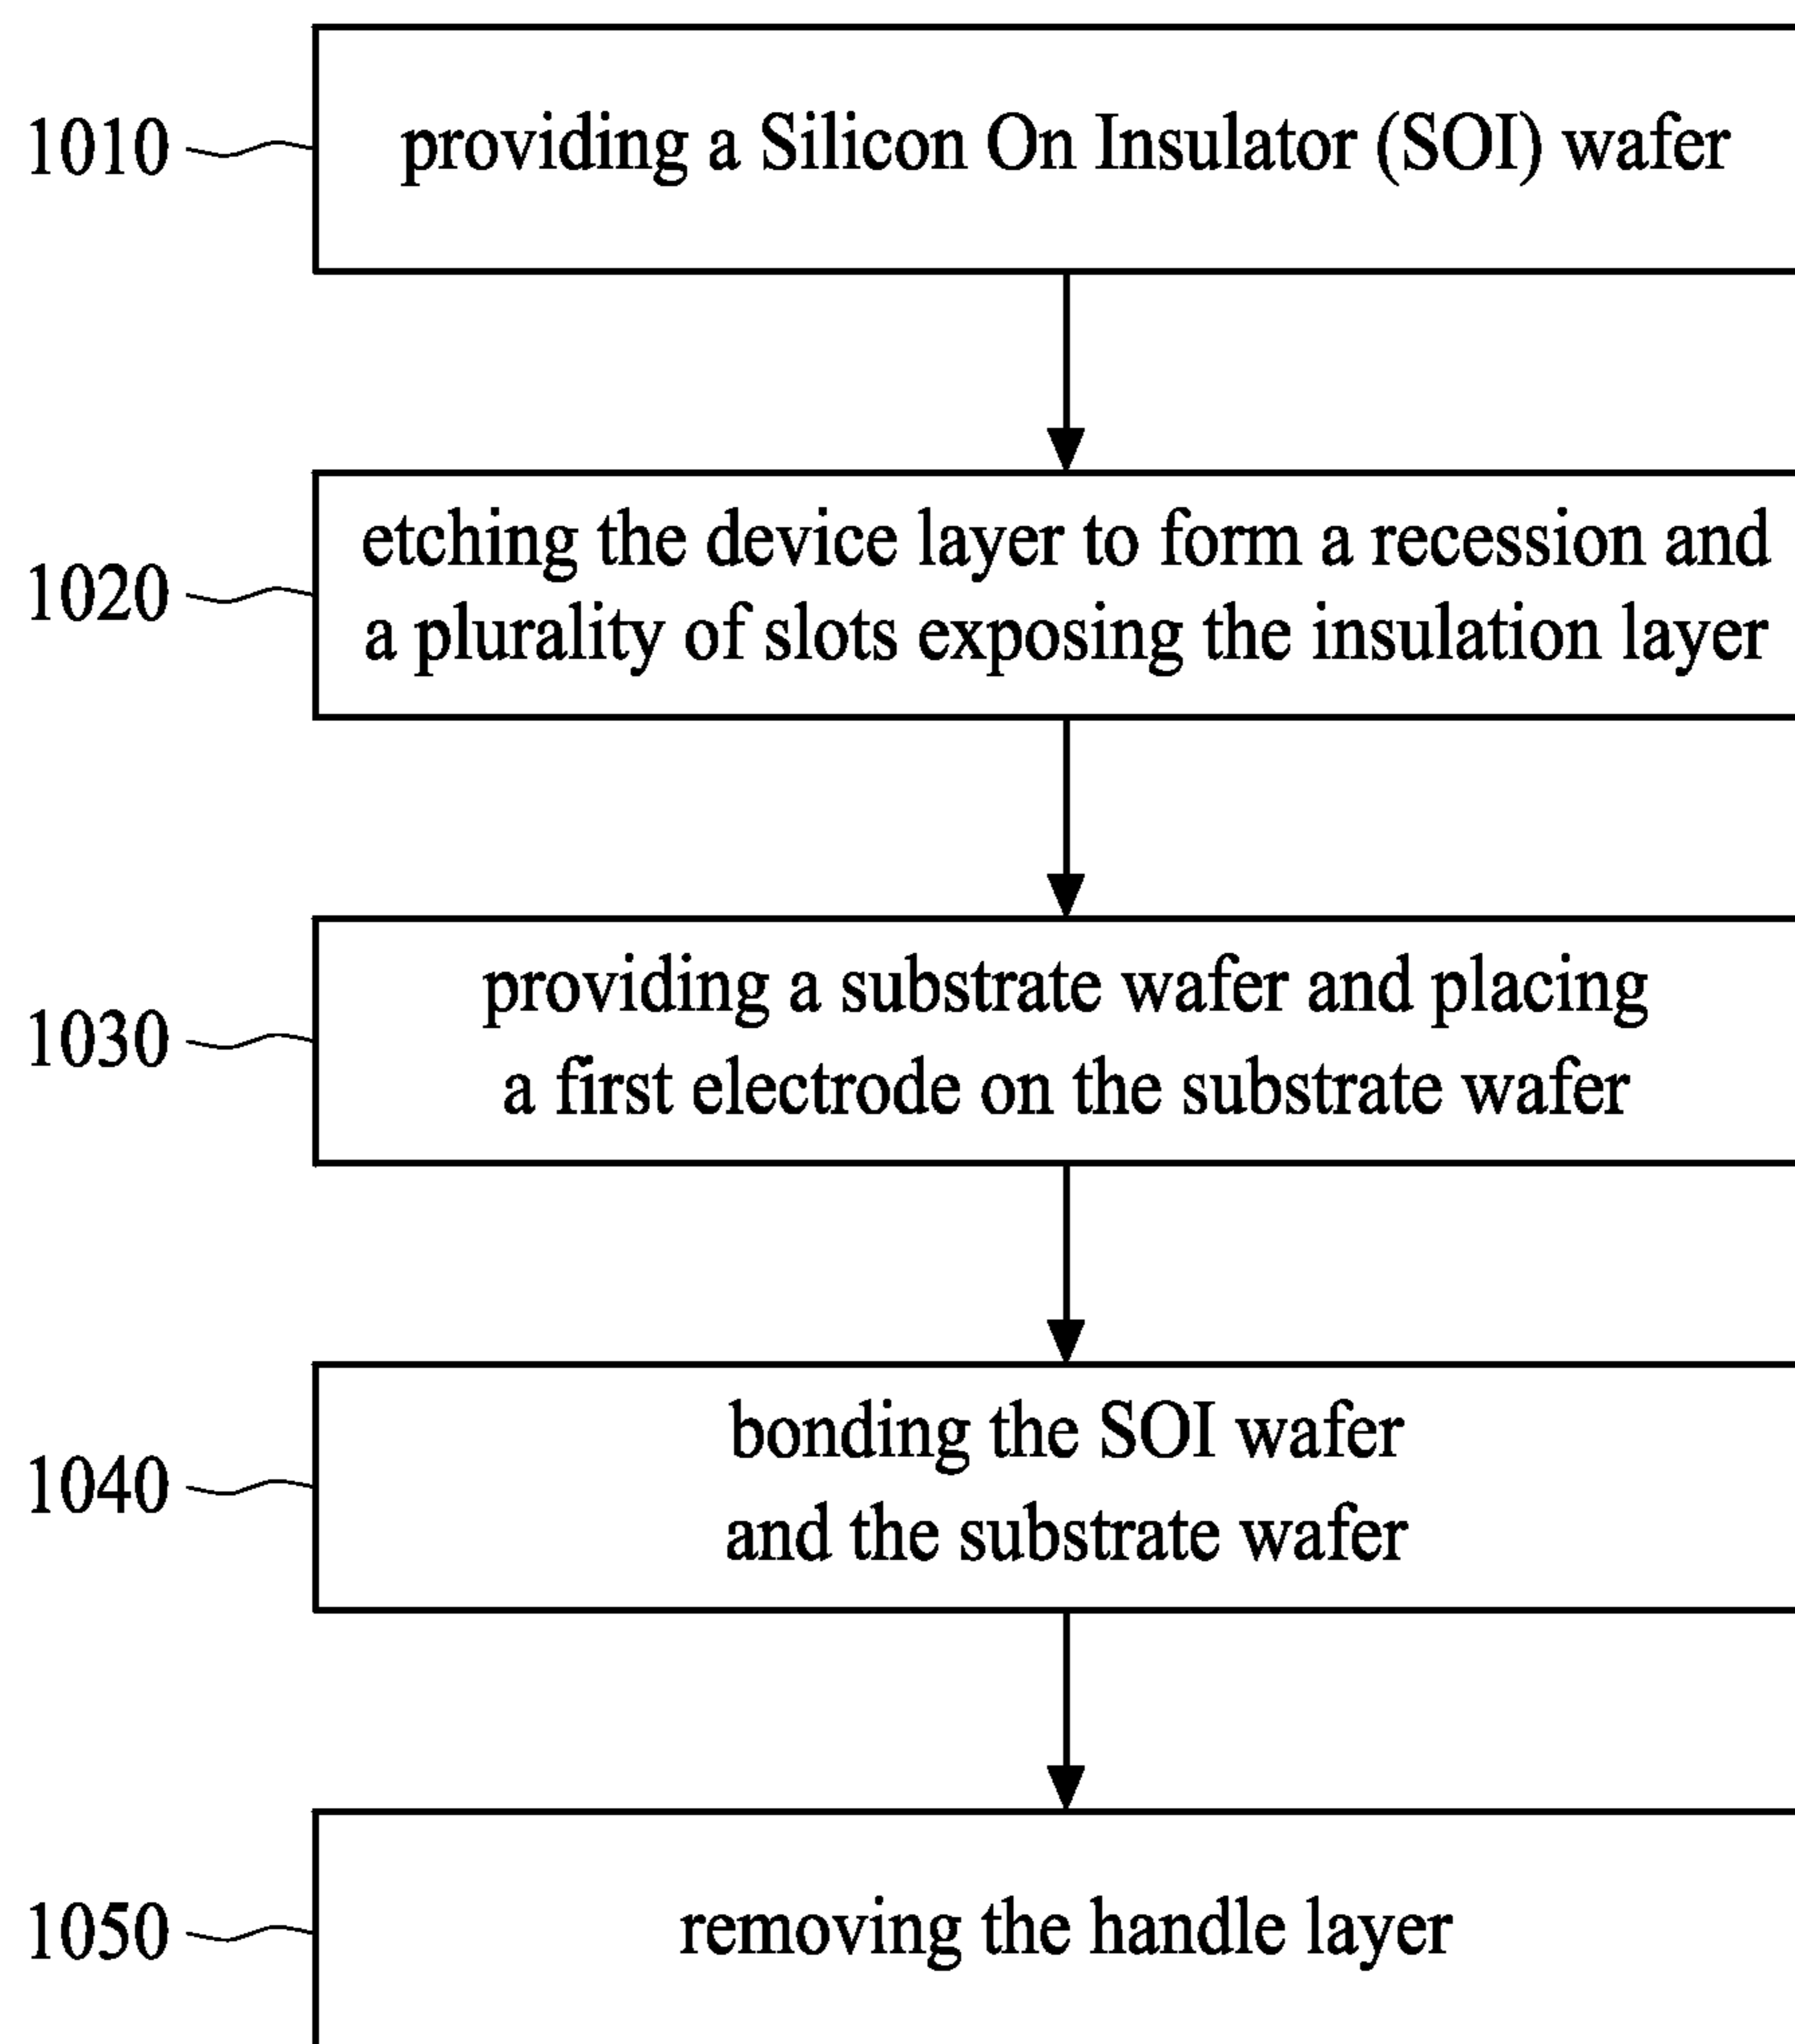 1010
providing a Silicon On Insulator (SOI) wafer
1020
etching the device layer to form a recession and
a plurality of slots exposing the insulation layer
1030
providing a substrate wafer and placing
a first electrode on the substrate wafer
1040
bonding the SOI wafer
and the substrate wafer
1050
removing the handle layer